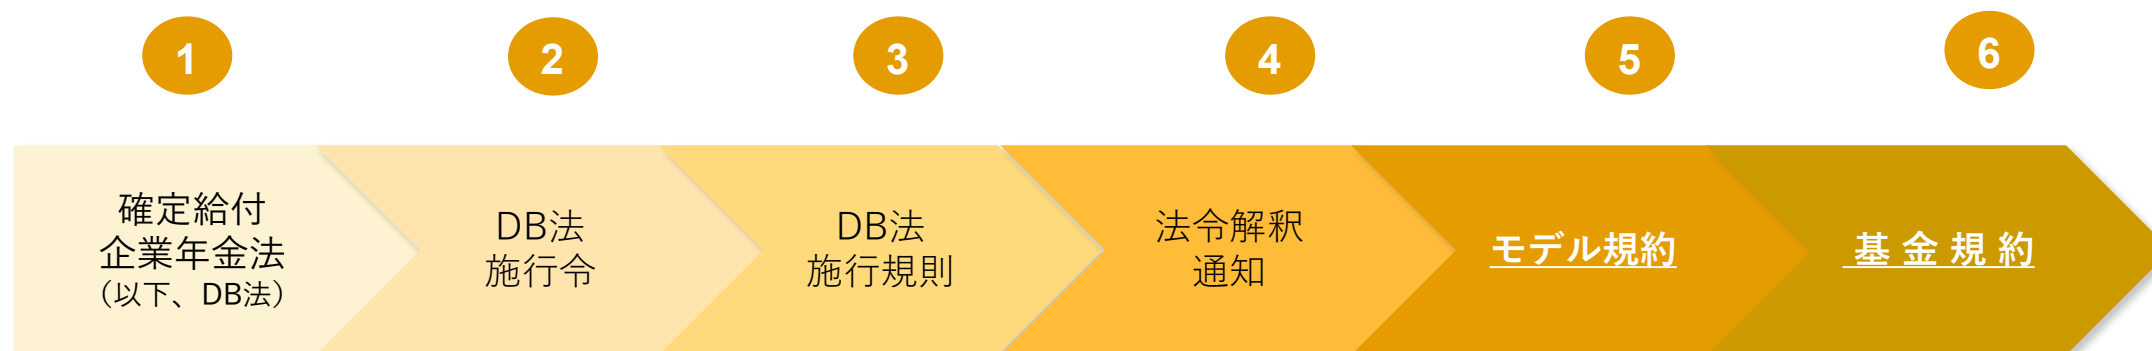 1
2
3
4
5
6
確定給付
企業年金法
（以下、DB法）
DB法
施行令
DB法
施行規則
法令解釈
通知
モデル規約
基 金 規 約